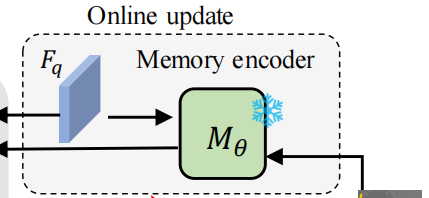 Online update
F_q Memory encoder
M_θ